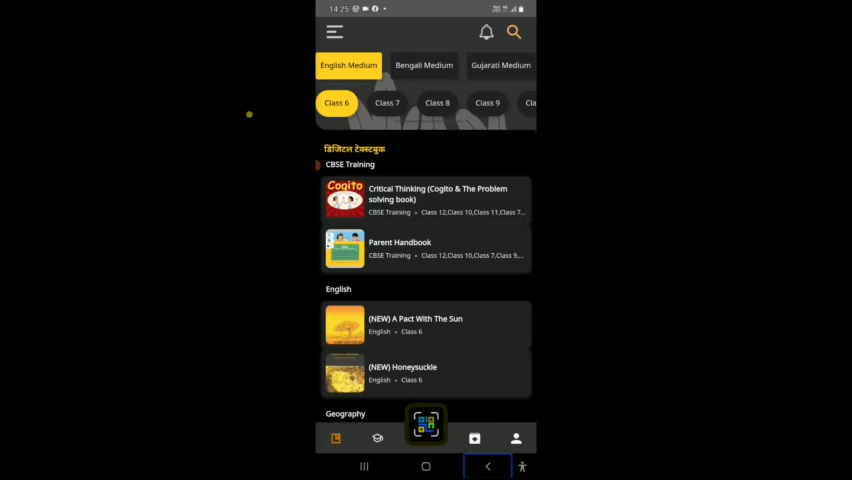 14:25
English Medium
Bengali Medium
Gujarati Medium
Class 6
Class 7
Class 8
Class 9
Cla
डिजिटल टेक्स्टबुक
CBSE Training
Cogito
Critical Thinking (Cogito & The Problem
solving book)
CBSE Training • Class 12,Class 10,Class 11,Class 7...
Parent Handbook
CBSE Training • Class 12,Class 10,Class 7,Class 9,...
English
(NEW) A Pact With The Sun
English • Class 6
(NEW) Honeysuckle
English • Class 6
Geography